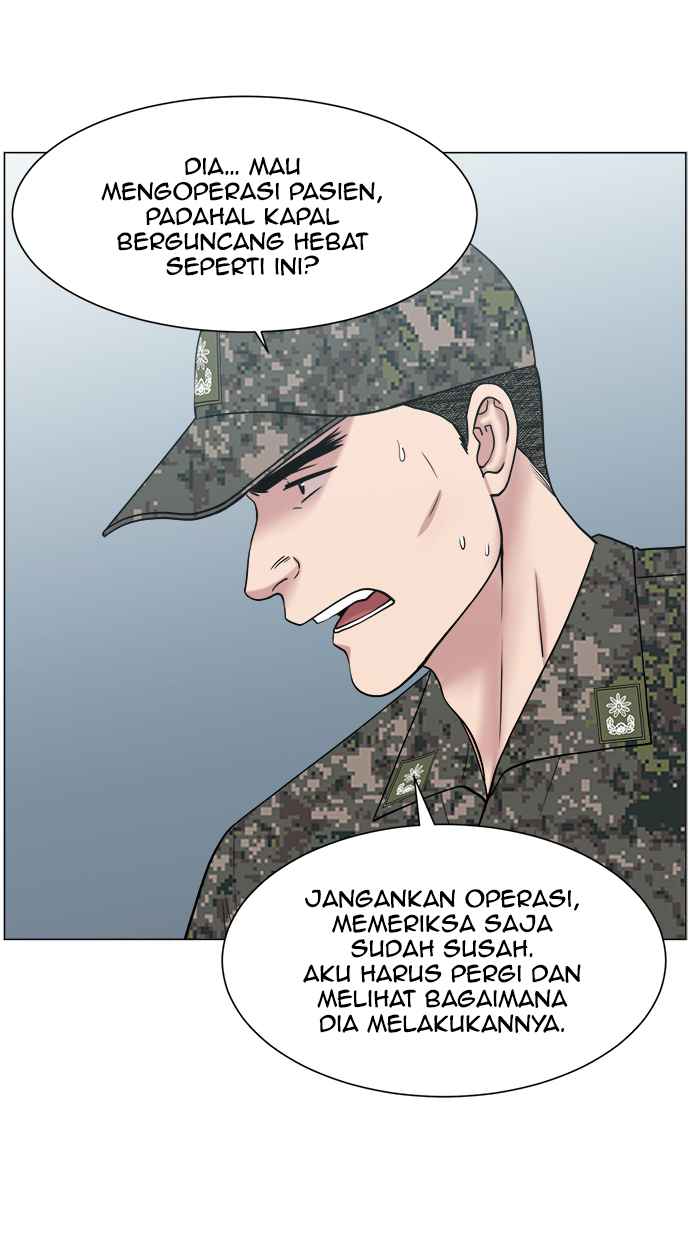 DIA... MAU
MENGOPERASI PASIEN,
PADAHAL KAPAL
BERGUNCANG HEBAT
SEPERTI INI?
JANGANKAN OPERASI,
MEMERIKSA SAJA
SUDAH SUSAH.
AKU HARUS PERGI DAN
MELIHAT BAGAIMANA
DIA MELAKUKANNYA.